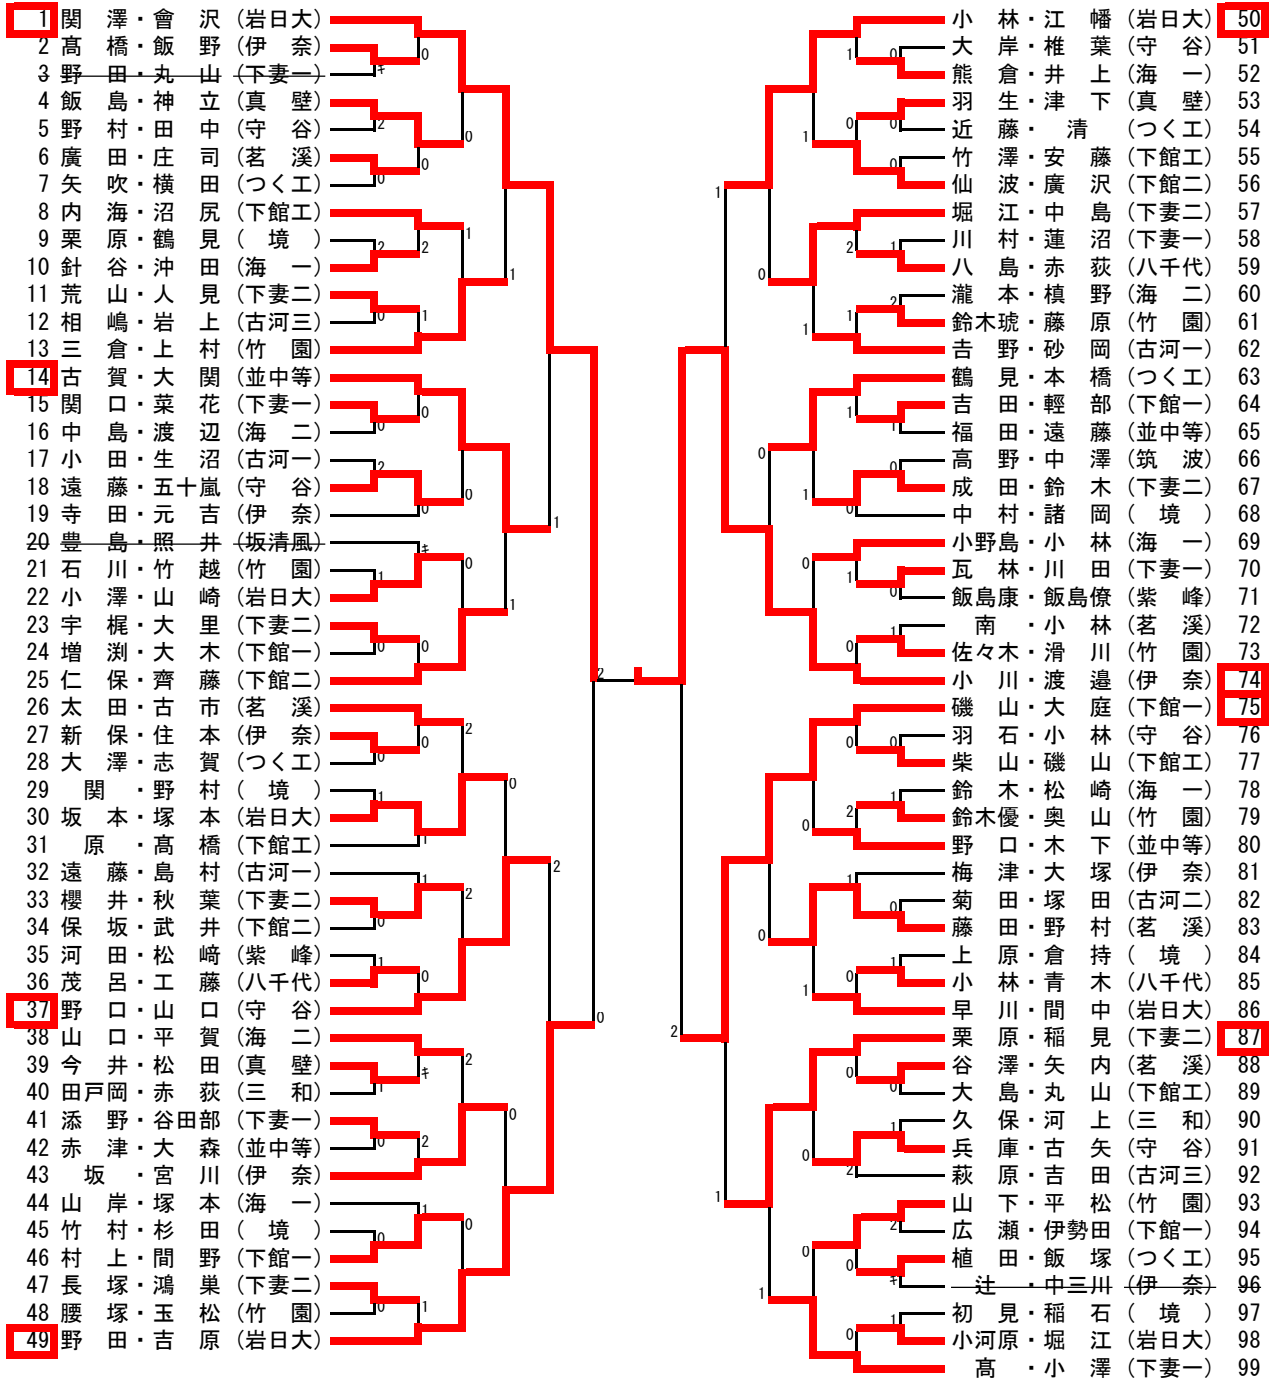 1 関　澤・會　沢 (岩日大)
2 髙　橋・飯　野 (伊　奈)
3 野　田・丸　山 (下妻一)
4 飯　島・神　立 (真　壁)
5 野　村・田　中 (守　谷)
6 廣　田・庄　司 (茗　溪)
7 矢　吹・横　田 (つく工)
8 内　海・沼　尻 (下館工)
9 栗　原・鶴　見 (　境　)
10 針　谷・沖　田 (海　一)
11 荒　山・人　見 (下妻二)
12 相　嶋・岩　上 (古河三)
13 三　倉・上　村 (竹　園)
14 古　賀・大　関 (並中等)
15 関　口・菜　花 (下妻一)
16 中　島・渡　辺 (海　二)
17 小　田・生　沼 (古河一)
18 遠　藤・五十嵐 (守　谷)
19 寺　田・元　吉 (伊　奈)
20 豊　島・照　井 (坂清風)
21 石　川・竹　越 (竹　園)
22 小　澤・山　崎 (岩日大)
23 宇　梶・大　里 (下妻二)
24 増　渕・大　木 (下館一)
25 仁　保・齊　藤 (下館二)
26 太　田・古　市 (茗　溪)
27 新　保・住　本 (伊　奈)
28 大　澤・志　賀 (つく工)
29 　関　・野　村 (　境　)
30 坂　本・塚　本 (岩日大)
31 　原　・髙　橋 (下館工)
32 遠　藤・島　村 (古河一)
33 櫻　井・秋　葉 (下妻二)
34 保　坂・武　井 (下館二)
35 河　田・松　﨑 (紫　峰)
36 茂　呂・工　藤 (八千代)
37 野　口・山　口 (守　谷)
38 山　口・平　賀 (海　二)
39 今　井・松　田 (真　壁)
40 田戸岡・赤　荻 (三　和)
41 添　野・谷田部 (下妻一)
42 赤　津・大　森 (並中等)
43 　坂　・宮　川 (伊　奈)
44 山　岸・塚　本 (海　一)
45 竹　村・杉　田 (　境　)
46 村　上・間　野 (下館一)
47 長　塚・鴻　巣 (下妻二)
48 腰　塚・玉　松 (竹　園)
49 野　田・吉　原 (岩日大)
小　林・江　幡 (岩日大) 50
大　岸・椎　葉 (守　谷) 51
熊　倉・井　上 (海　一) 52
羽　生・津　下 (真　壁) 53
近　藤・　清　 (つく工) 54
竹　澤・安　藤 (下館工) 55
仙　波・廣　沢 (下館二) 56
堀　江・中　島 (下妻二) 57
川　村・蓮　沼 (下妻一) 58
八　島・赤　荻 (八千代) 59
瀧　本・槙　野 (海　二) 60
鈴木琥・藤　原 (竹　園) 61
𠮷　野・砂　岡 (古河一) 62
鶴　見・本　橋 (つく工) 63
吉　田・輕　部 (下館一) 64
福　田・遠　藤 (並中等) 65
高　野・中　澤 (筑　波) 66
成　田・鈴　木 (下妻二) 67
中　村・諸　岡 (　境　) 68
小野島・小　林 (海　一) 69
瓦　林・川　田 (下妻一) 70
飯島康・飯島僚 (紫　峰) 71
　南　・小　林 (茗　溪) 72
佐々木・滑　川 (竹　園) 73
小　川・渡　邉 (伊　奈) 74
磯　山・大　庭 (下館一) 75
羽　石・小　林 (守　谷) 76
柴　山・磯　山 (下館工) 77
鈴　木・松　崎 (海　一) 78
鈴木優・奥　山 (竹　園) 79
野　口・木　下 (並中等) 80
梅　津・大　塚 (伊　奈) 81
菊　田・塚　田 (古河二) 82
藤　田・野　村 (茗　溪) 83
上　原・倉　持 (　境　) 84
小　林・青　木 (八千代) 85
早　川・間　中 (岩日大) 86
栗　原・稲　見 (下妻二) 87
谷　澤・矢　内 (茗　溪) 88
大　島・丸　山 (下館工) 89
久　保・河　上 (三　和) 90
兵　庫・古　矢 (守　谷) 91
萩　原・吉　田 (古河三) 92
山　下・平　松 (竹　園) 93
広　瀬・伊勢田 (下館一) 94
植　田・飯　塚 (つく工) 95
　辻　・中三川 (伊　奈) 96
初　見・稲　石 (　境　) 97
小河原・堀　江 (岩日大) 98
　髙　・小　澤 (下妻一) 99